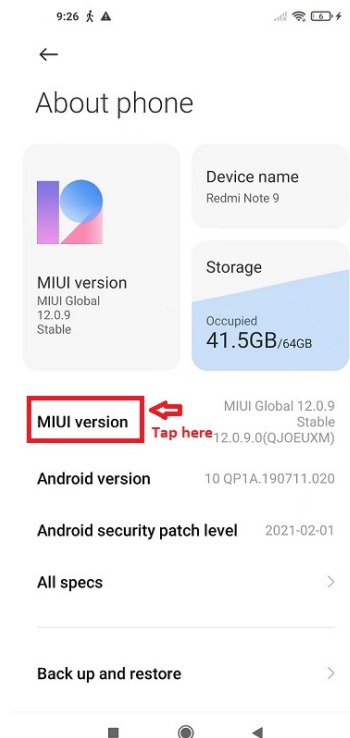 9:26
6
About phone
12
MIUI version
MIUI Global
12.0.9
Stable
Device name
Redmi Note 9
Storage
Occupied
41.5GB/64GB
MIUI version
Tap here
MIUI Global 12.0.9
Stable
12.0.9.0(QJOEUXM)
Android version
10 QP1A.190711.020
Android security patch level
2021-02-01
All specs
Back up and restore